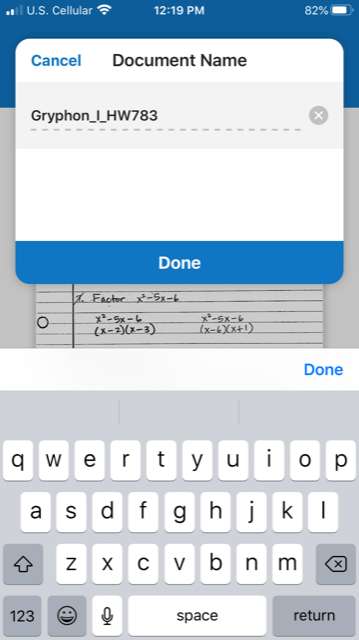 U.S. Cellular 12:19 PM 82%
Cancel Document Name
Gryphon_I_HW783
Done
7. Factor x²-5x-6
x²-5x-6 x²-5x-6
(x-2)(x-3) (x-6)(x+1)
Done
q w e r t y u i o p
a s d f g h j k l
z x c v b n m
123 space return